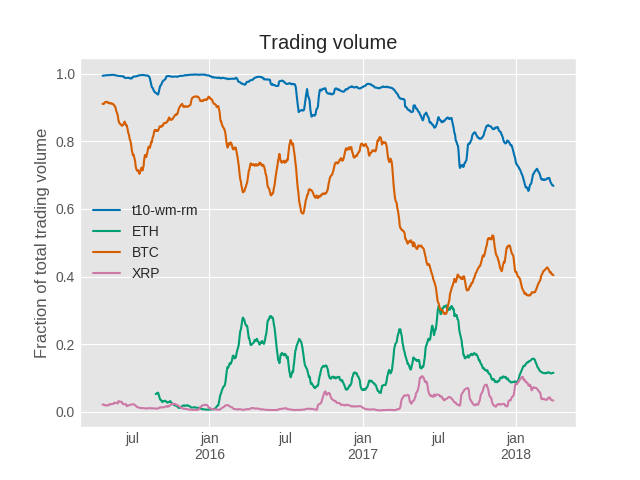 Trading volume
Fraction of total trading volume
1.0
0.8
0.6
0.4
0.2
0.0
t10-wm-rm
ETH
BTC
XRP
jul
jan
2016
jul
jan
2017
jul
jan
2018